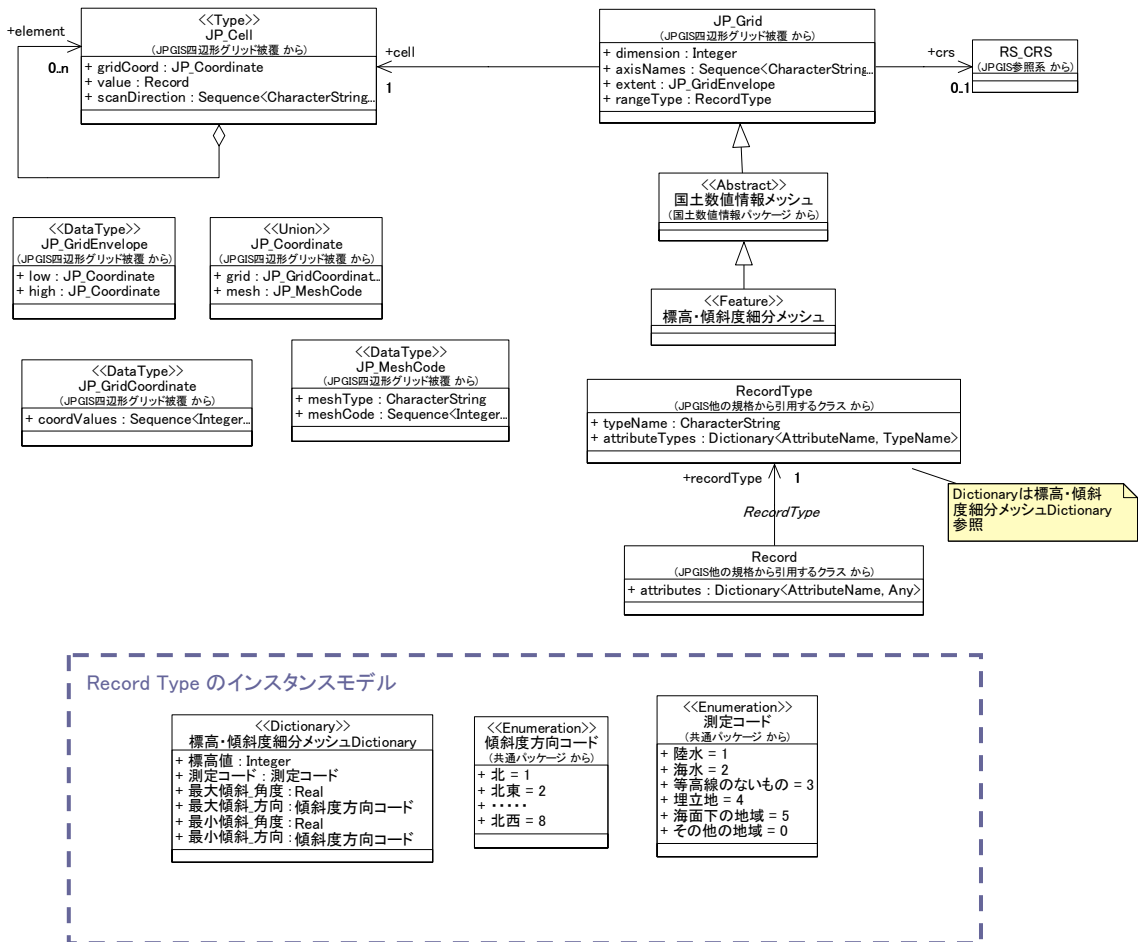 +element
0..n
<<Type>>
JP_Cell
(JPGIS四辺形グリッド被覆 から)
+ gridCoord : JP_Coordinate
+ value : Record
+ scanDirection : Sequence<CharacterString...
+cell
1
JP_Grid
(JPGIS四辺形グリッド被覆 から)
+ dimension : Integer
+ axisNames : Sequence<CharacterString...
+ extent : JP_GridEnvelope
+ rangeType : RecordType
+crs
0..1
RS_CRS
(JPGIS参照系 から)
<<Abstract>>
国土数値情報メッシュ
(国土数値情報パッケージ から)
<<DataType>>
JP_GridEnvelope
(JPGIS四辺形グリッド被覆 から)
+ low : JP_Coordinate
+ high : JP_Coordinate
<<Union>>
JP_Coordinate
(JPGIS四辺形グリッド被覆 から)
+ grid : JP_GridCoordinat...
+ mesh : JP_MeshCode
<<Feature>>
標高・傾斜度細分メッシュ
<<DataType>>
JP_GridCoordinate
(JPGIS四辺形グリッド被覆 から)
+ coordValues : Sequence<Integer...
<<DataType>>
JP_MeshCode
(JPGIS四辺形グリッド被覆 から)
+ meshType : CharacterString
+ meshCode : Sequence<Integer...
RecordType
(JPGIS他の規格から引用するクラス から)
+ typeName : CharacterString
+ attributeTypes : Dictionary<AttributeName, TypeName>
+recordType
1
RecordType
Dictionaryは標高・傾斜
度細分メッシュDictionary
参照
Record
(JPGIS他の規格から引用するクラス から)
+ attributes : Dictionary<AttributeName, Any>
Record Type のインスタンスモデル
<<Dictionary>>
標高・傾斜度細分メッシュDictionary
+ 標高値 : Integer
+ 測定コード : 測定コード
+ 最大傾斜_角度 : Real
+ 最大傾斜_方向 : 傾斜度方向コード
+ 最小傾斜_角度 : Real
+ 最小傾斜_方向 : 傾斜度方向コード
<<Enumeration>>
傾斜度方向コード
(共通パッケージ から)
+ 北 = 1
+ 北東 = 2
+ ・・・・・
+ 北西 = 8
<<Enumeration>>
測定コード
(共通パッケージ から)
+ 陸水 = 1
+ 海水 = 2
+ 等高線のないもの = 3
+ 埋立地 = 4
+ 海面下の地域 = 5
+ その他の地域 = 0